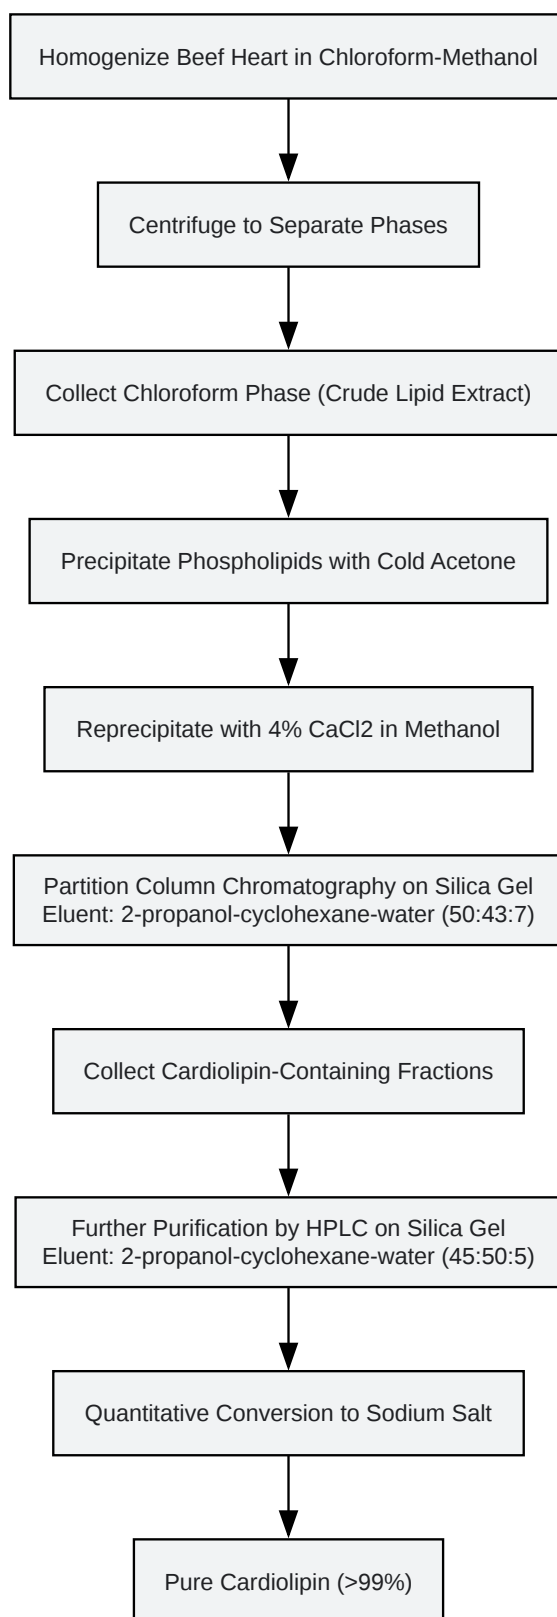 Homogenize Beef Heart in Chloroform-Methanol
Centrifuge to Separate Phases
Collect Chloroform Phase (Crude Lipid Extract)
Precipitate Phospholipids with Cold Acetone
Reprecipitate with 4% CaCl2 in Methanol
Partition Column Chromatography on Silica Gel
Eluent: 2-propanol-cyclohexane-water (50:43:7)
Collect Cardiolipin-Containing Fractions
Further Purification by HPLC on Silica Gel
Eluent: 2-propanol-cyclohexane-water (45:50:5)
Quantitative Conversion to Sodium Salt
Pure Cardiolipin (>99%)